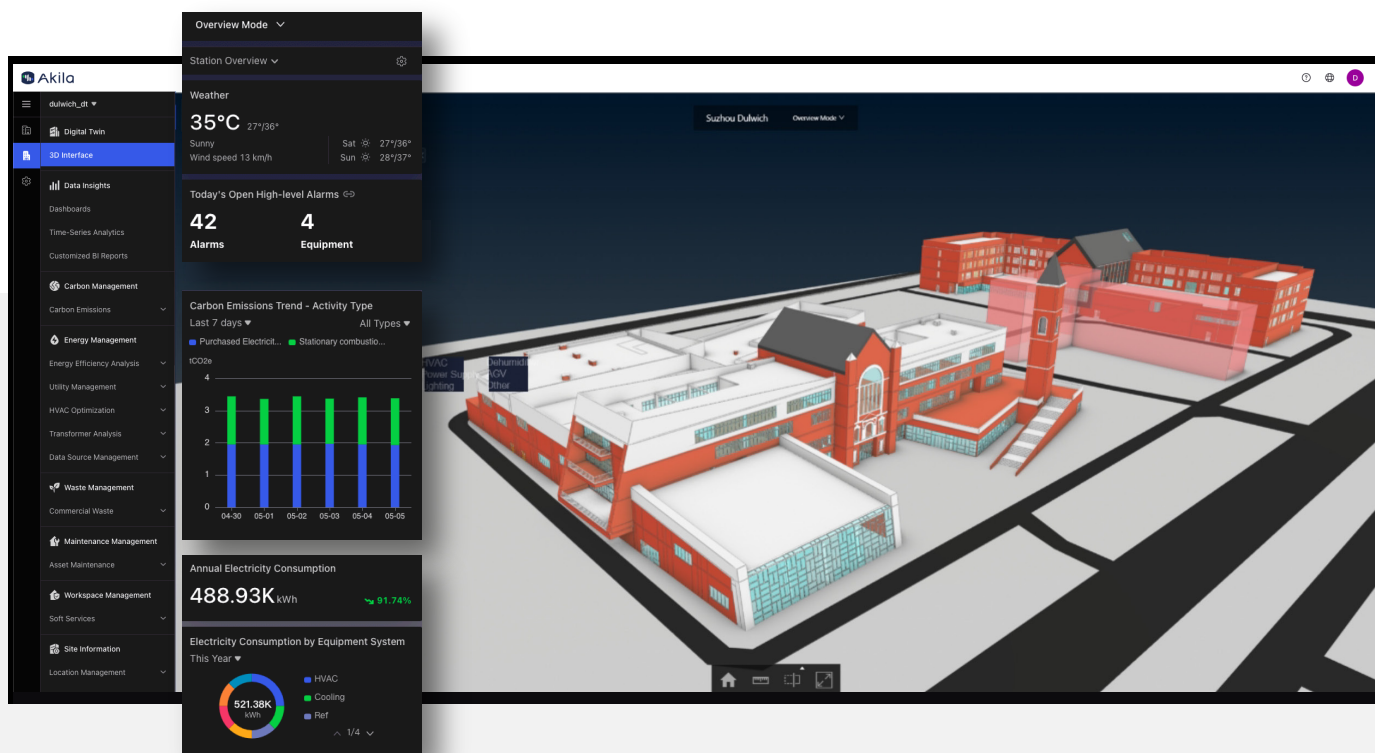 Overview Mode
Station Overview
Weather
35°C 27°/36°
Sunny
Wind speed 13 km/h
Sat 27°/36°
Sun 28°/37°
Today's Open High-level Alarms
42
Alarms
4
Equipment
Carbon Emissions Trend - Activity Type
Last 7 days
All Types
Purchased Electricit... Stationary combustio...
tCO2e
4
3
2
1
0
04-30 05-01 05-02 05-03 05-04 05-05
Annual Electricity Consumption
488.93K kWh
91.74%
Electricity Consumption by Equipment System
This Year
521.38K
kWh
HVAC
Cooling
Ref
1/4
Akila
D
dulwich_dt
Digital Twin
3D Interface
Data Insights
Dashboards
Time-Series Analytics
Customized BI Reports
Carbon Management
Carbon Emissions
Energy Management
Energy Efficiency Analysis
Utility Management
HVAC Optimization
Transformer Analysis
Data Source Management
Waste Management
Commercial Waste
Maintenance Management
Asset Maintenance
Workspace Management
Soft Services
Site Information
Location Management
Suzhou Dulwich Overview Mode
HVAC Dehumidif
AGV
Lighting Other